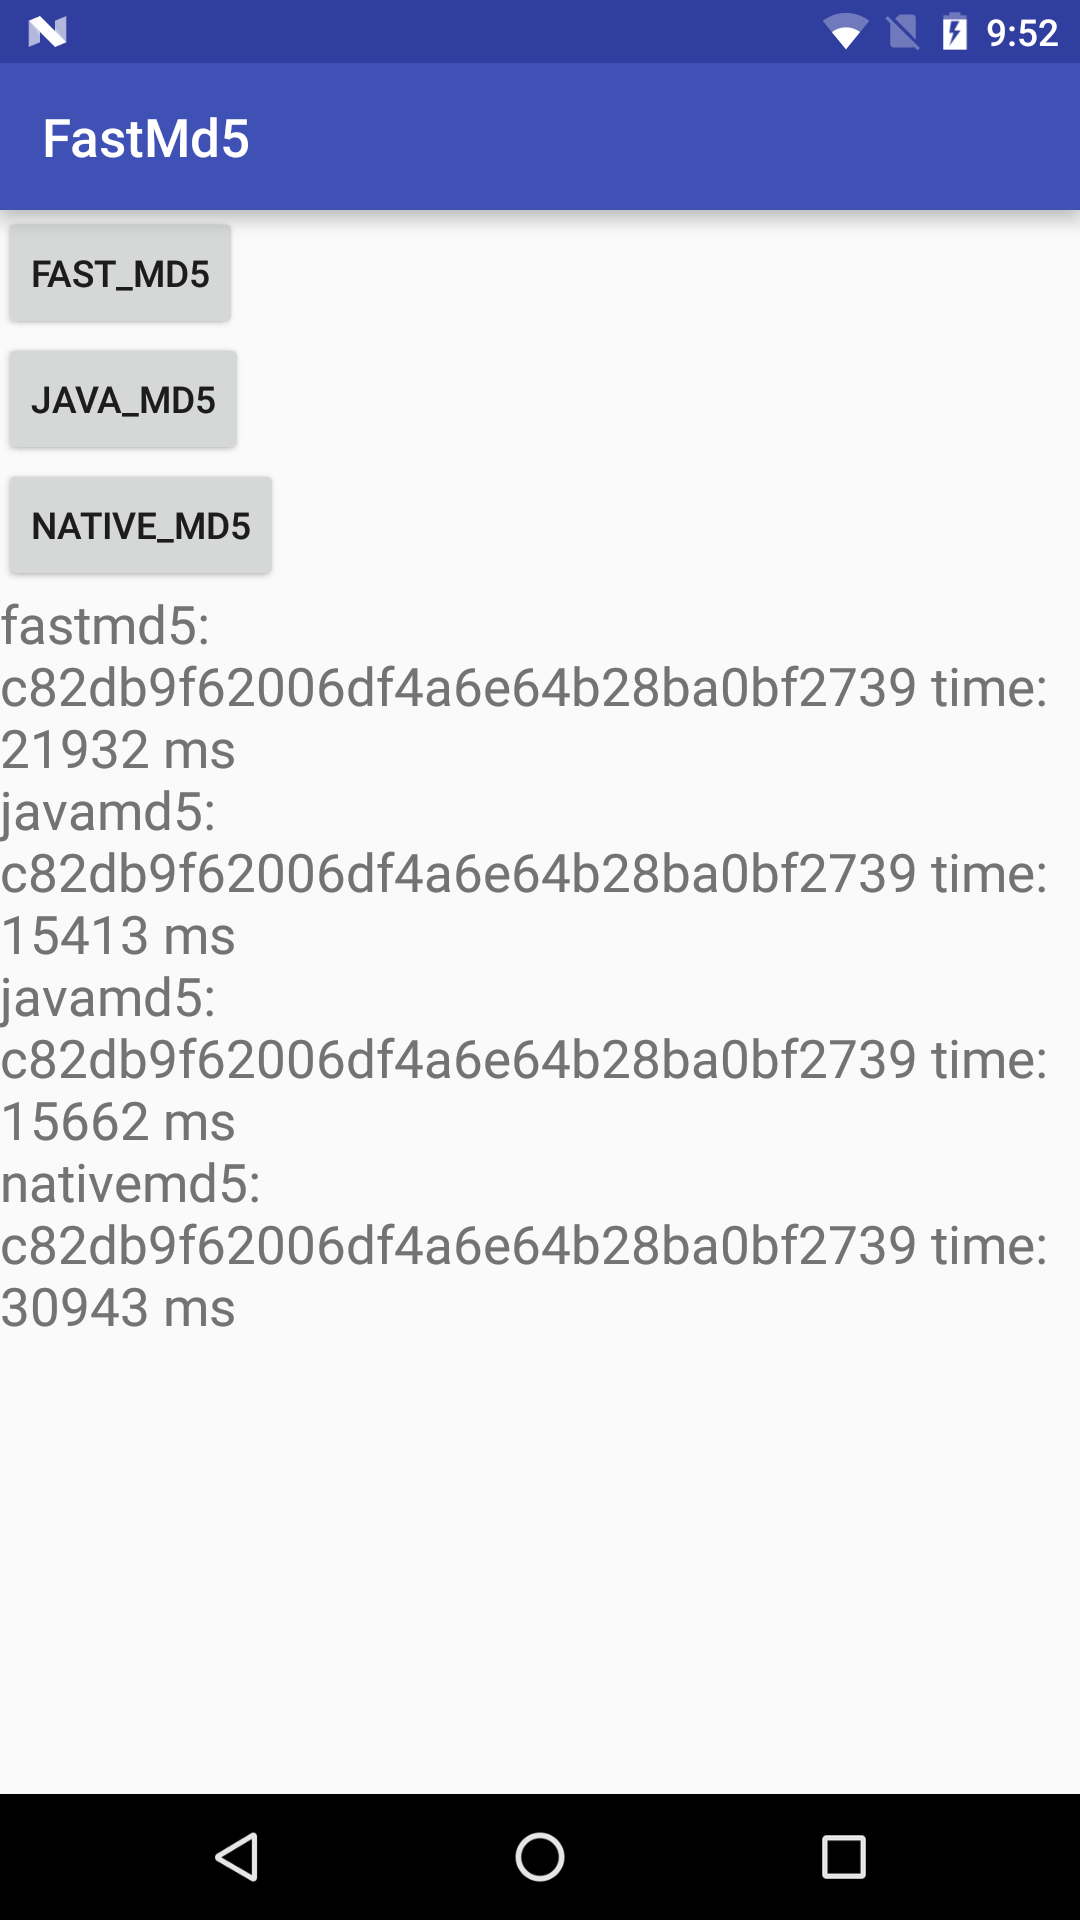 9:52
FastMd5
FAST_MD5
JAVA_MD5
NATIVE_MD5
fastmd5:
c82db9f62006df4a6e64b28ba0bf2739 time:
21932 ms
javamd5:
c82db9f62006df4a6e64b28ba0bf2739 time:
15413 ms
javamd5:
c82db9f62006df4a6e64b28ba0bf2739 time:
15662 ms
nativemd5:
c82db9f62006df4a6e64b28ba0bf2739 time:
30943 ms